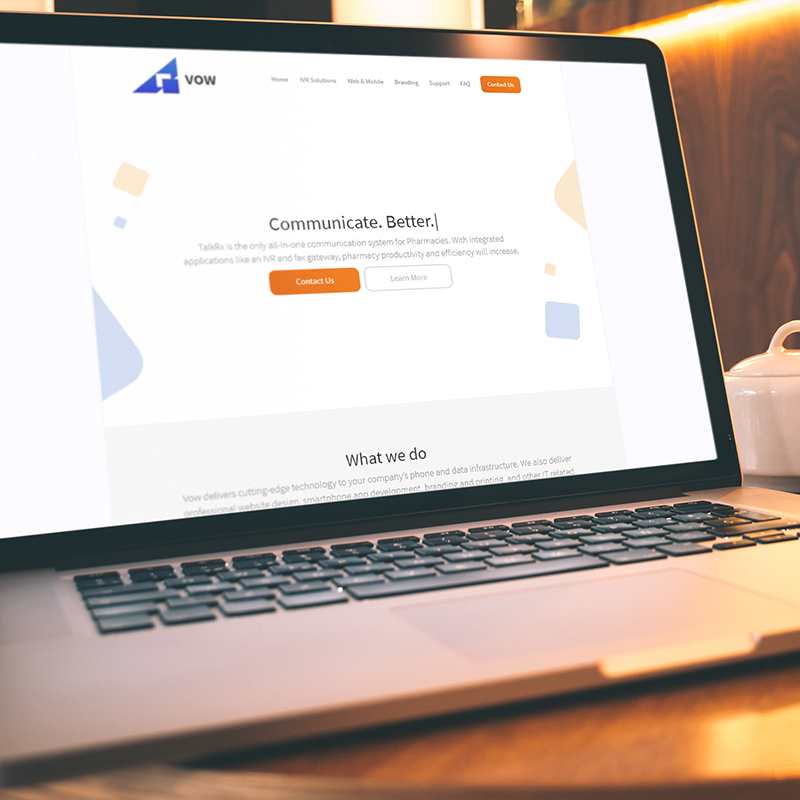 VOW
Home IVR Solutions Web & Mobile Branding Support FAQ Contact Us
Communicate. Better.|
TalkRx is the only all-in-one communication system for Pharmacies. With integrated
applications like an IVR and fax gateway, pharmacy productivity and efficiency will increase.
Contact Us Learn More
What we do
Vow delivers cutting-edge technology to your company's phone and data infrastructure. We also deliver
professional website design, smartphone app development, branding and printing, and other IT related